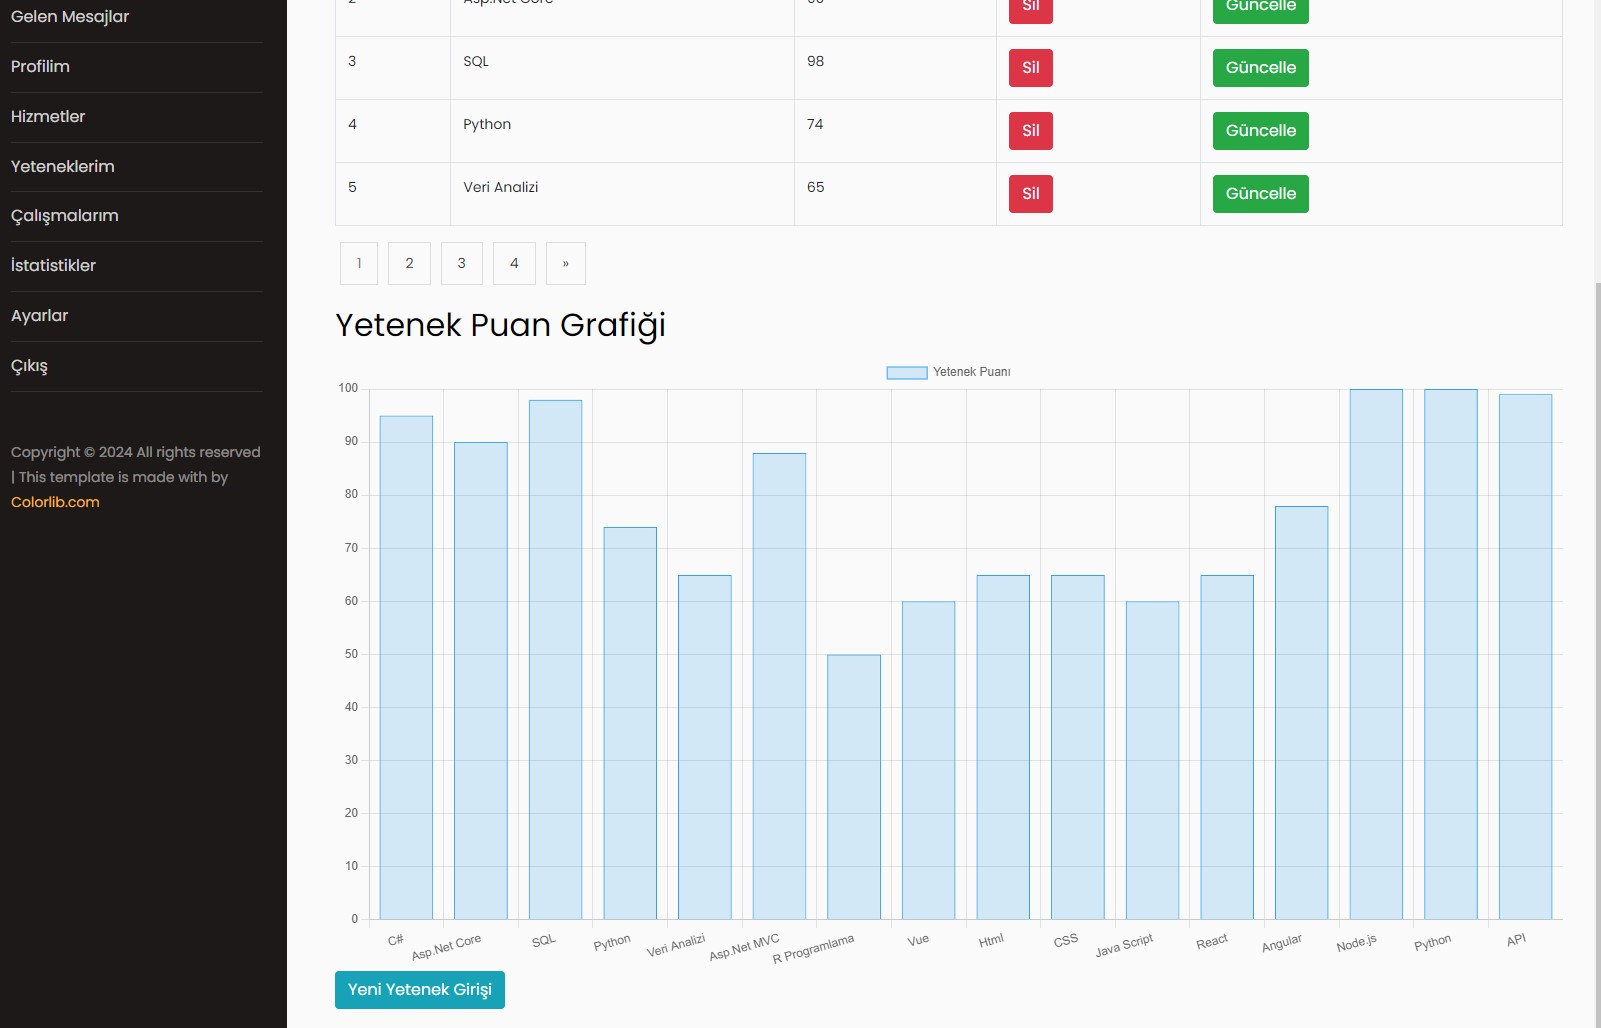 Gelen Mesajlar
Profilim
Hizmetler
Yeteneklerim
Çalışmalarım
İstatistikler
Ayarlar
Çıkış
Copyright © 2024 All rights reserved
| This template is made with by
Colorlib.com
2 Asp.Net Core 90 Sil Güncelle
3 SQL 98 Sil Güncelle
4 Python 74 Sil Güncelle
5 Veri Analizi 65 Sil Güncelle
1 2 3 4 »
Yetenek Puan Grafiği
Yetenek Puanı
100
90
80
70
60
50
40
30
20
10
0
C# Asp.Net Core SQL Python Veri Analizi Asp.Net MVC R Programlama Vue Html CSS Java Script React Angular Node.js Python API
Yeni Yetenek Girişi